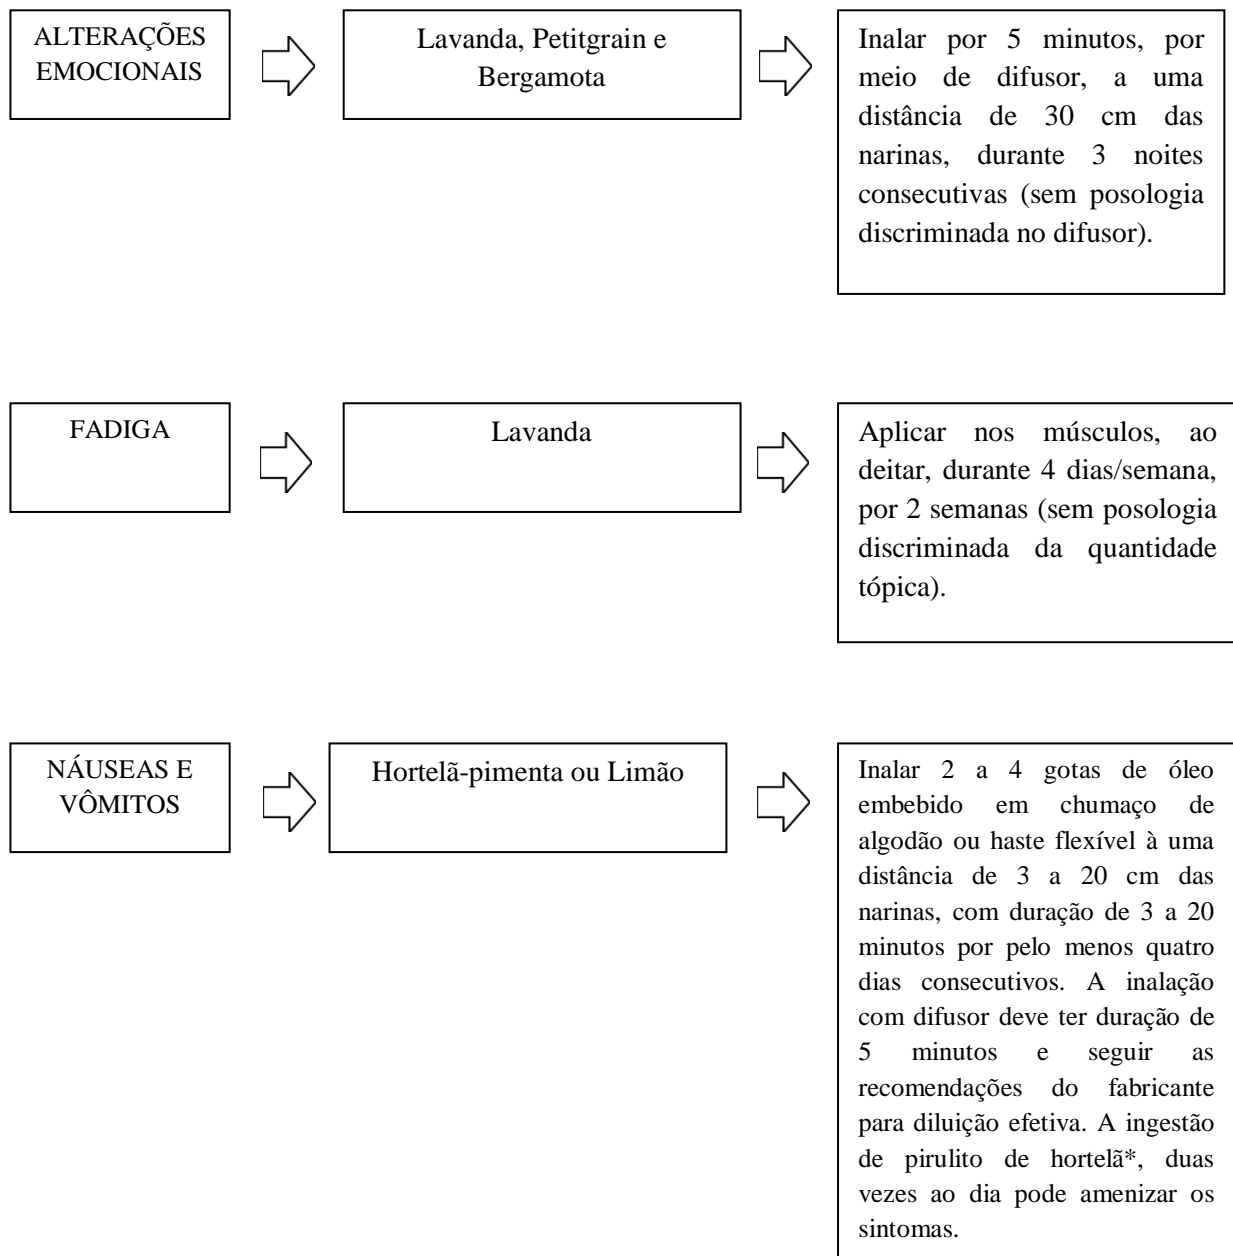 ALTERAÇÕES
EMOCIONAIS
Lavanda, Petitgrain e
Bergamota
Inalar por 5 minutos, por
meio de difusor, a uma
distância de 30 cm das
narinas, durante 3 noites
consecutivas (sem posologia
discriminada no difusor).
FADIGA
Lavanda
Aplicar nos músculos, ao
deitar, durante 4 dias/semana,
por 2 semanas (sem posologia
discriminada da quantidade
tópica).
NÁUSEAS E
VÔMITOS
Hortelã-pimenta ou Limão
Inalar 2 a 4 gotas de óleo
embebido em chumaço de
algodão ou haste flexível à uma
distância de 3 a 20 cm das
narinas, com duração de 3 a 20
minutos por pelo menos quatro
dias consecutivos. A inalação
com difusor deve ter duração de
5 minutos e seguir as
recomendações do fabricante
para diluição efetiva. A ingestão
de pirulito de hortelã*, duas
vezes ao dia pode amenizar os
sintomas.